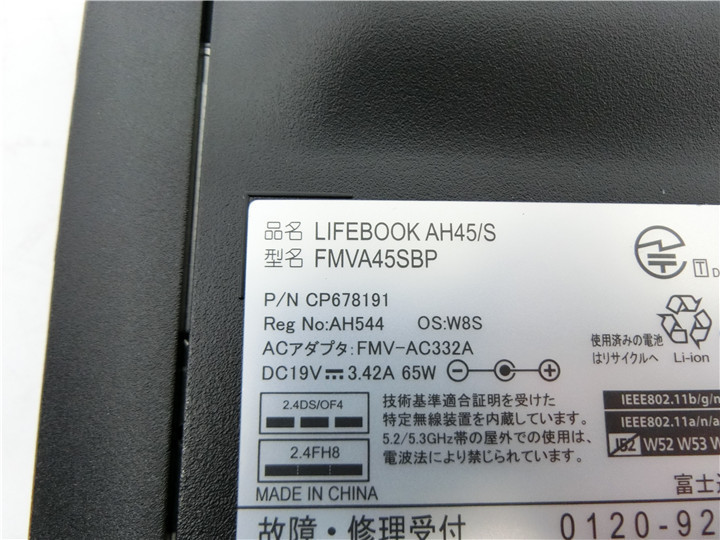 品名 LIFEBOOK AH45/S
型名 FMVA45SBP
P/N CP678191
Reg No:AH544 OS:W8S
ACアダプタ:FMV-AC332A
DC19V 3.42A 65W
2.4DS/OF4
2.4FH8
MADE IN CHINA
技術基準適合証明を受けた
特定無線装置を内蔵しています。
5.2/5.3GHz帯の屋外での使用は、
電波法により禁じられています。
T D
使用済みの電池
はリサイクルへ Li-ion
IEEE802.11b/g/n
IEEE802.11a/n/a
J52 W52 W53 W
富士通
故障・修理受付 0120-92